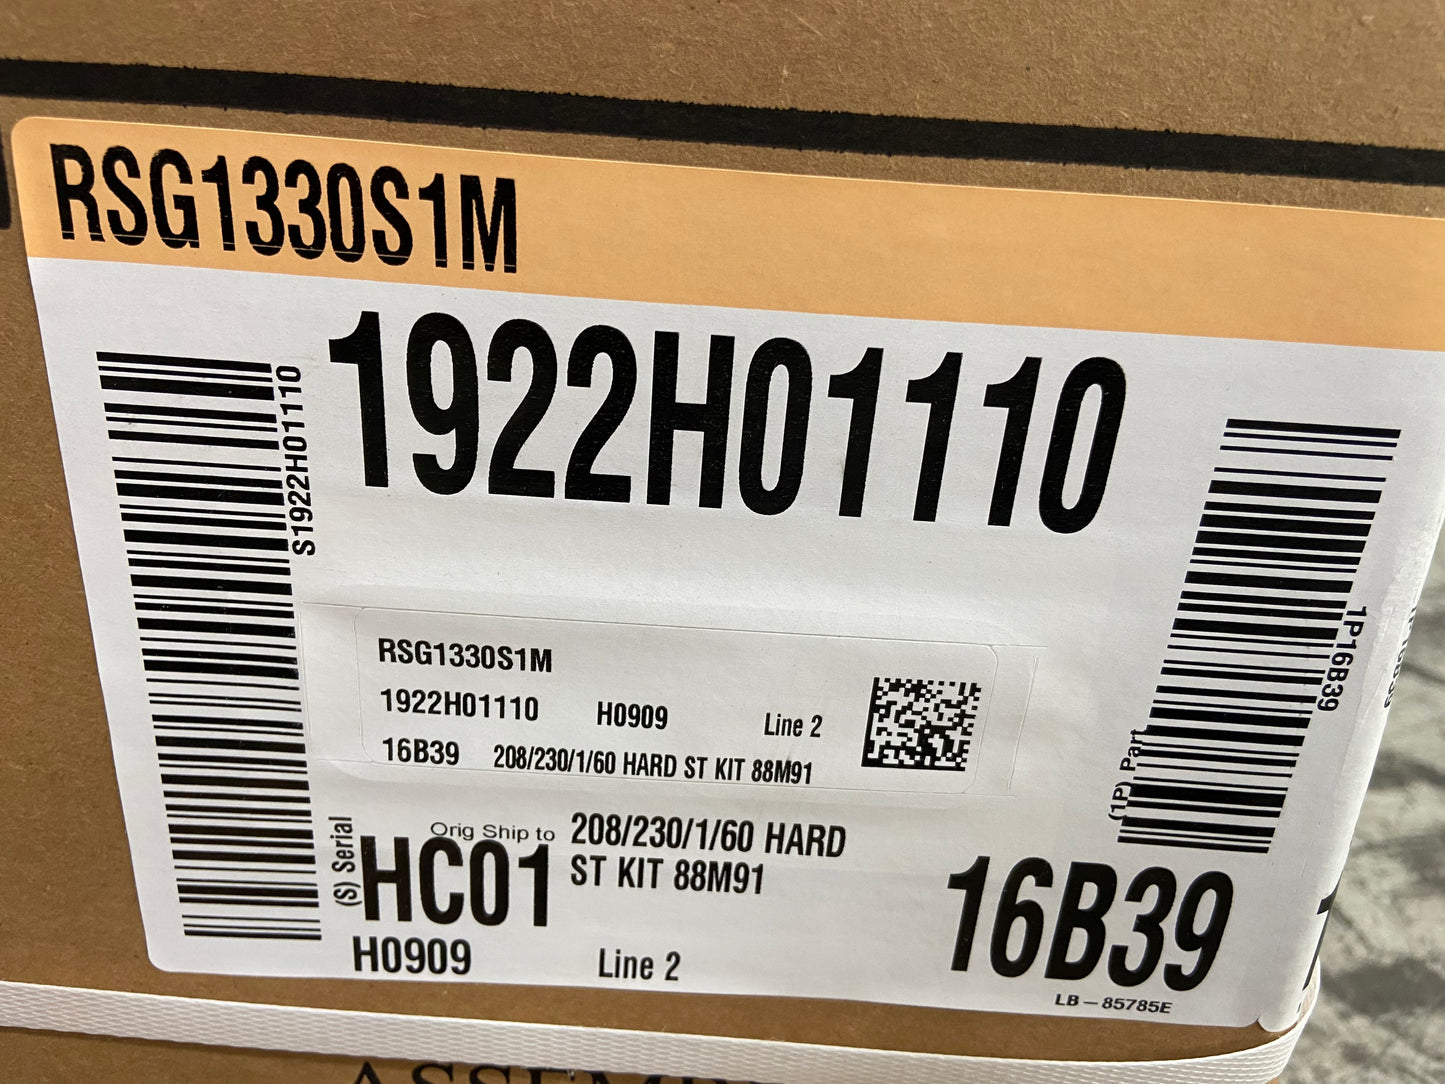 RSG1330S1M
1922H01110
S1922H01110
(S) Serial
RSG1330S1M
1922H01110 H0909 Line 2
16B39 208/230/1/60 HARD ST KIT 88M91
1P16B39
(1P) Part
Orig Ship to
HC01
208/230/1/60 HARD
ST KIT 88M91
H0909 Line 2
16B39
LB-85785E